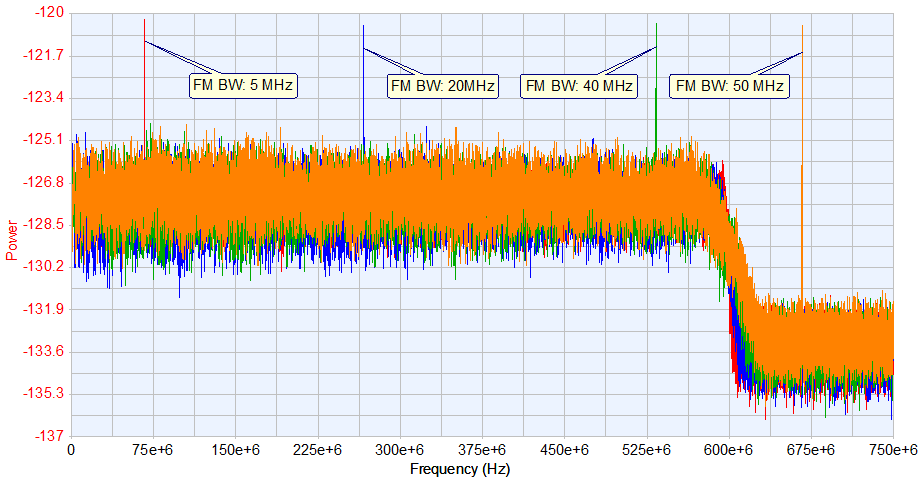 -120
-121.7
-123.4
-125.1
-126.8
-128.5
-130.2
-131.9
-133.6
-135.3
-137
Power
FM BW: 5 MHz
FM BW: 20MHz
FM BW: 40 MHz
FM BW: 50 MHz
0 75e+6 150e+6 225e+6 300e+6 375e+6 450e+6 525e+6 600e+6 675e+6 750e+6
Frequency (Hz)